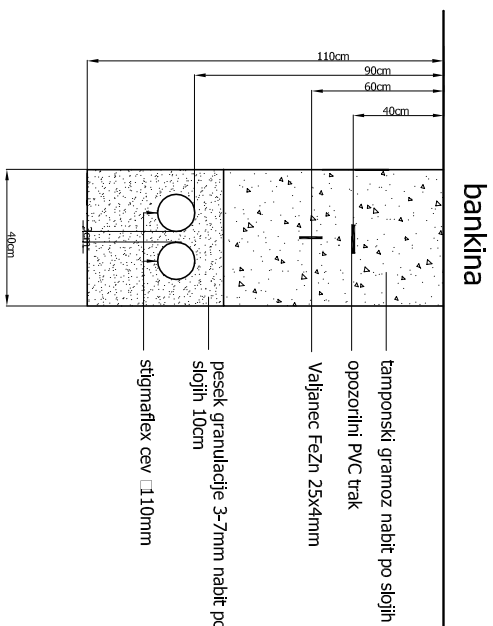 bankina
110cm
90cm
60cm
40cm
40cm
tamponski gramoz nabit po slojih
opozorilni PVC trak
Valjanec FeZn 25x4mm
pesek granulacije 3-7mm nabit po
slojih 10cm
stigmaflex cev □110mm